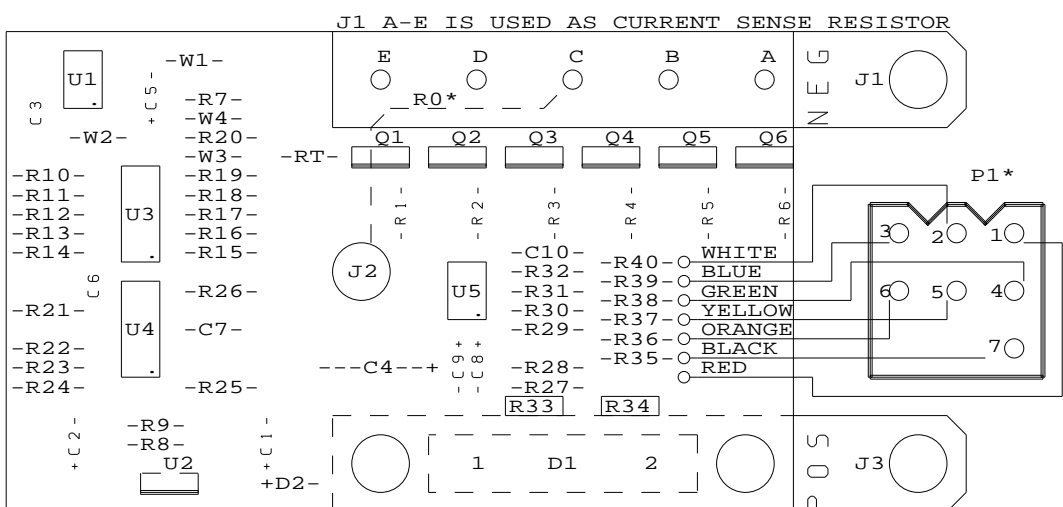 J1 A-E IS USED AS CURRENT SENSE RESISTOR
E D C B A
NEG
J1
U1
-W1-
C3
+C5-
-R7-
-W4-
R0*
-W2-
-R20-
-W3-
-RT-
Q1 Q2 Q3 Q4 Q5 Q6
-R10-
-R11-
-R12-
-R13-
-R14-
U3
-R19-
-R18-
-R17-
-R16-
-R15-
-R1-
-R2-
-R3-
-R4-
-R5-
-R6-
P1*
3 2 1
6 5 4
7
J2
C6
-R26-
-R21-
U4
-C7-
-R22-
-R23-
-R24-
-R25-
U5
-C10-
-R32-
-R31-
-R30-
-R29-
-R28-
-R27-
-R40-
-R39-
-R38-
-R37-
-R36-
-R35-
WHITE
BLUE
GREEN
YELLOW
ORANGE
BLACK
RED
---C4--+
-C9+
-C8+
R33 R34
+C2-
-R9-
-R8-
U2
+C1-
+D2-
1 D1 2
POS
J3